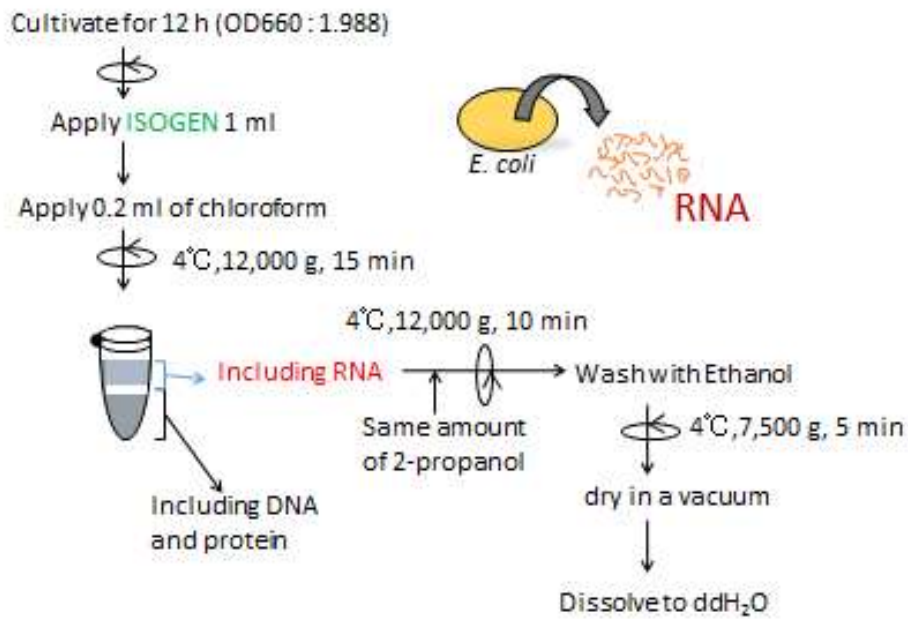 Cultivate for 12 h (OD660 : 1.988)
Apply ISOGEN 1 ml
E. coli
RNA
Apply 0.2 ml of chloroform
4℃,12,000 g, 15 min
4℃,12,000 g, 10 min
Including RNA
Wash with Ethanol
Same amount
of 2-propanol
4℃,7,500 g, 5 min
Including DNA
and protein
dry in a vacuum
Dissolve to ddH₂O